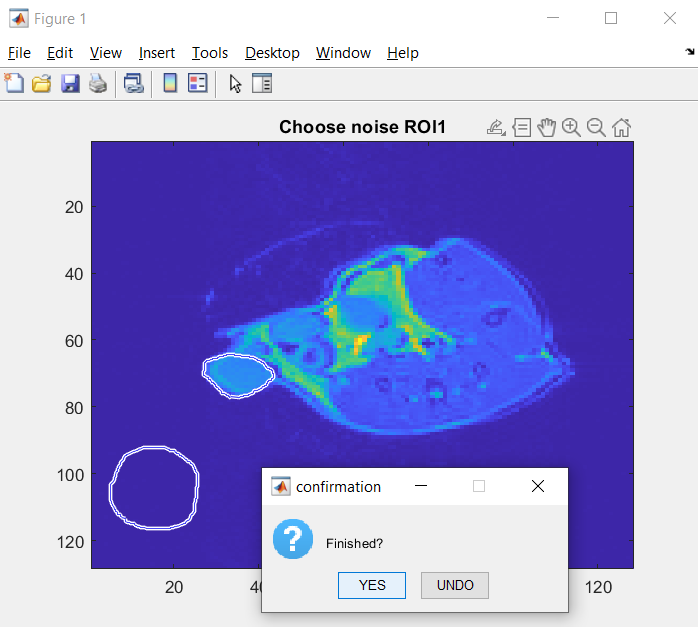 Figure 1
File Edit View Insert Tools Desktop Window Help
Choose noise ROI1
20
40
60
80
100
120
confirmation
Finished?
YES UNDO
20 120